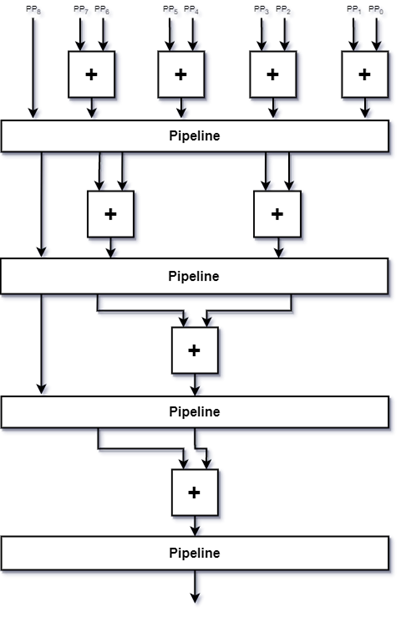 PP₈ PP₇ PP₆ PP₅ PP₄ PP₃ PP₂ PP₁ PP₀
+ + + +
Pipeline
+ +
Pipeline
+
Pipeline
+
Pipeline